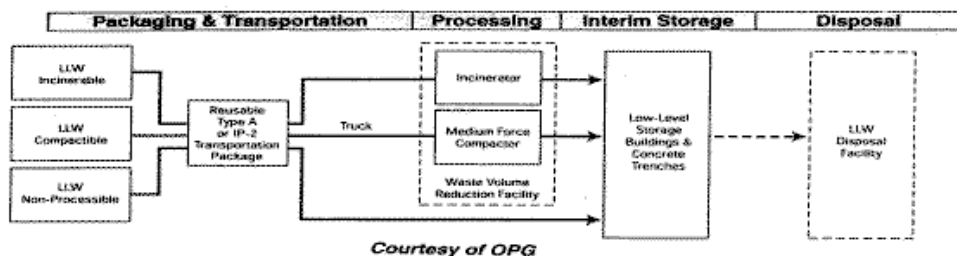 Packaging & Transportation
Processing
Interim Storage
Disposal
LLW
Incinerable
LLW
Compactible
LLW
Non-Processible
Reusable
Type A
or IP-2
Transportation
Package
Truck
Incinerator
Medium Force
Compactor
Waste Volume
Reduction Facility
Low-Level
Storage
Buildings &
Concrete
Trenches
LLW
Disposal
Facility
Courtesy of OPG